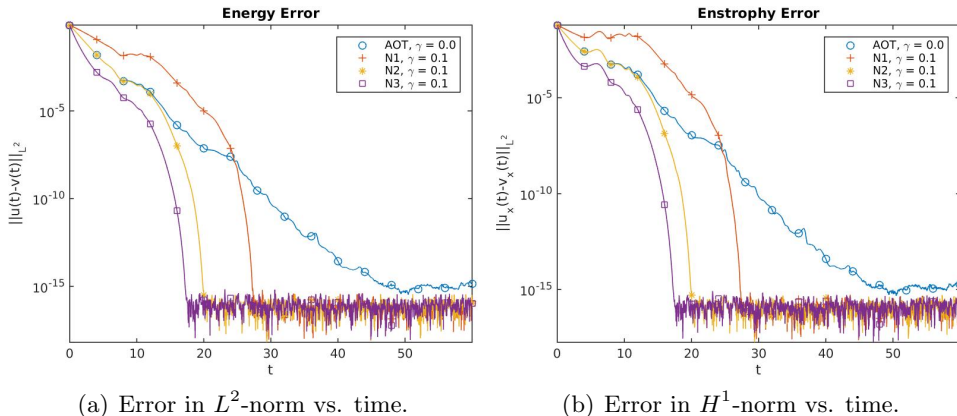 Energy Error
AOT, γ = 0.0
N1, γ = 0.1
N2, γ = 0.1
N3, γ = 0.1
||u(t)-v(t)||_{L^2}
10^{-5}
10^{-10}
10^{-15}
0 10 20 30 40 50
t
(a) Error in L^2-norm vs. time.
Enstrophy Error
AOT, γ = 0.0
N1, γ = 0.1
N2, γ = 0.1
N3, γ = 0.1
||u_x(t)-v_x(t)||_{L^2}
10^{-5}
10^{-10}
10^{-15}
0 10 20 30 40 50
t
(b) Error in H^1-norm vs. time.